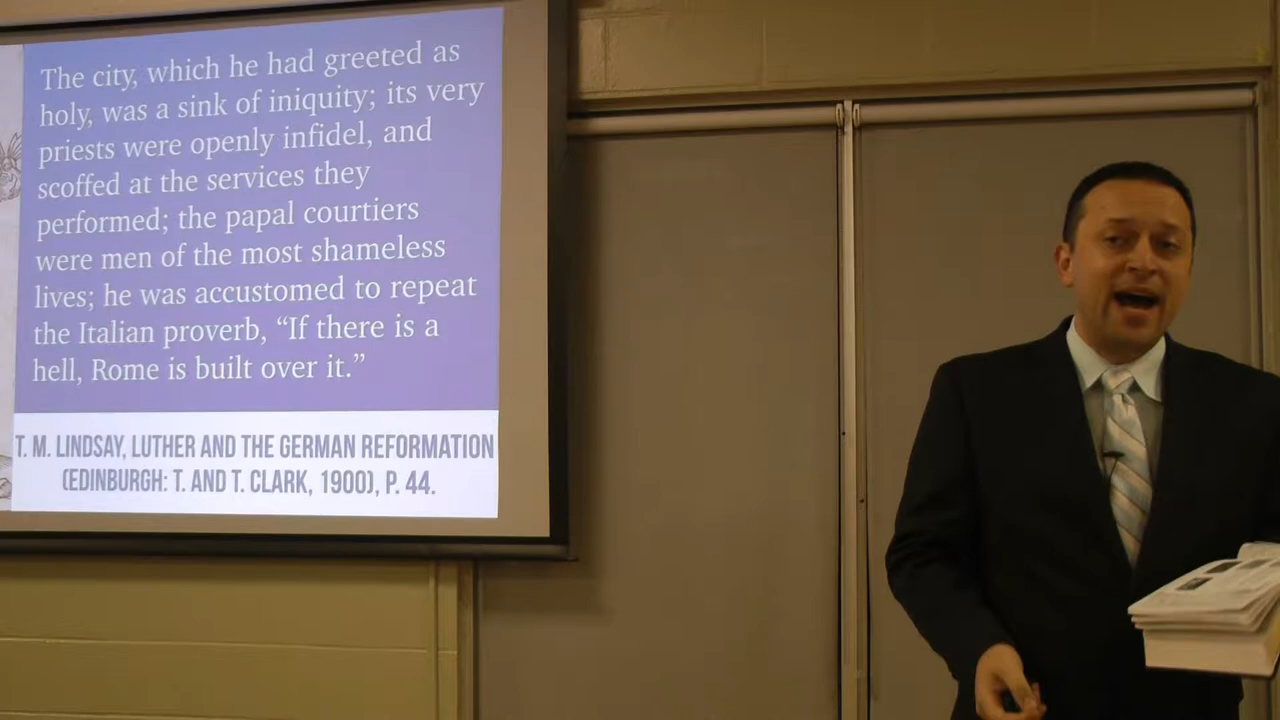 The city, which he had greeted as
holy, was a sink of iniquity; its very
priests were openly infidel, and
scoffed at the services they
performed; the papal courtiers
were men of the most shameless
lives; he was accustomed to repeat
the Italian proverb, “If there is a
hell, Rome is built over it.”
T. M. LINDSAY, LUTHER AND THE GERMAN REFORMATION
(EDINBURGH: T. AND T. CLARK, 1900), P. 44.